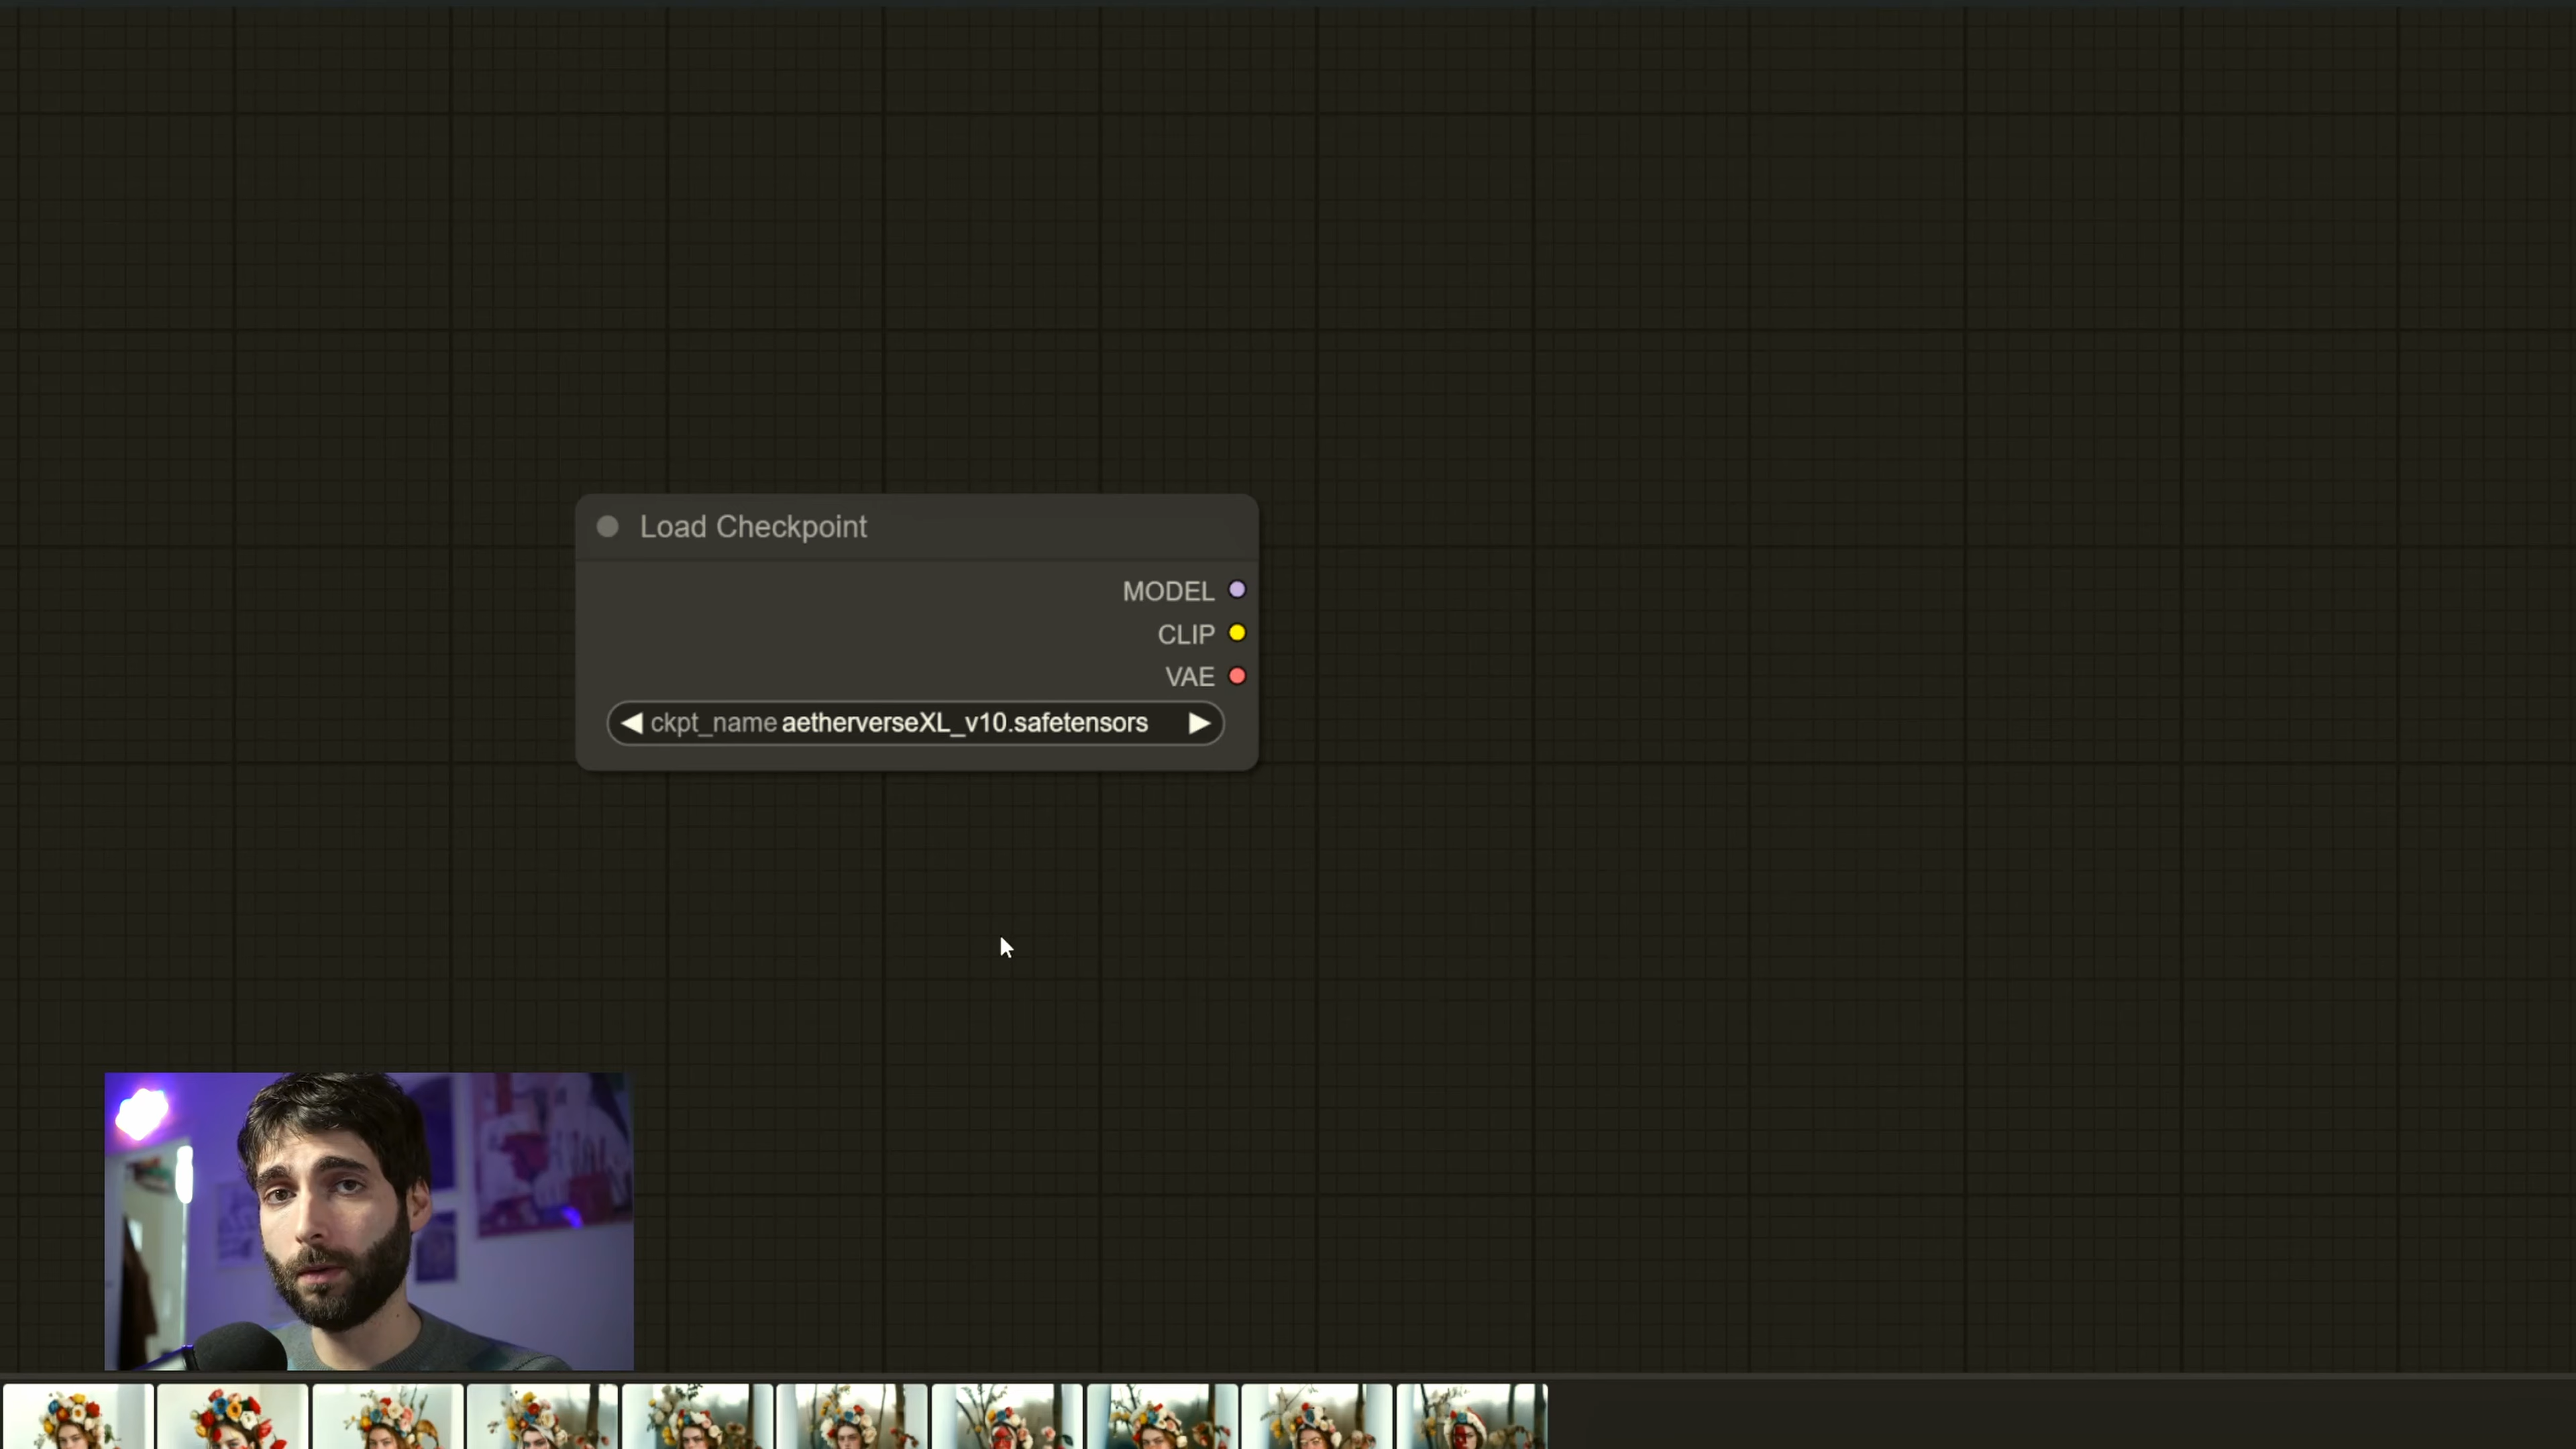 Load Checkpoint
MODEL
CLIP
VAE
ckpt_name aetherverseXL_v10.safetensors